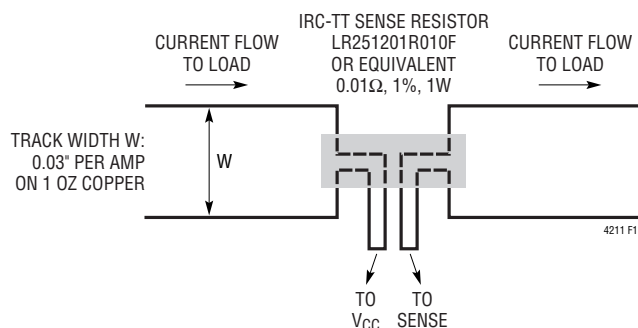 IRC-TT SENSE RESISTOR
LR251201R010F
OR EQUIVALENT
0.01Ω, 1%, 1W
CURRENT FLOW
TO LOAD
CURRENT FLOW
TO LOAD
TRACK WIDTH W:
0.03" PER AMP
ON 1 OZ COPPER
W
4211 F1
TO
VCC
TO
SENSE